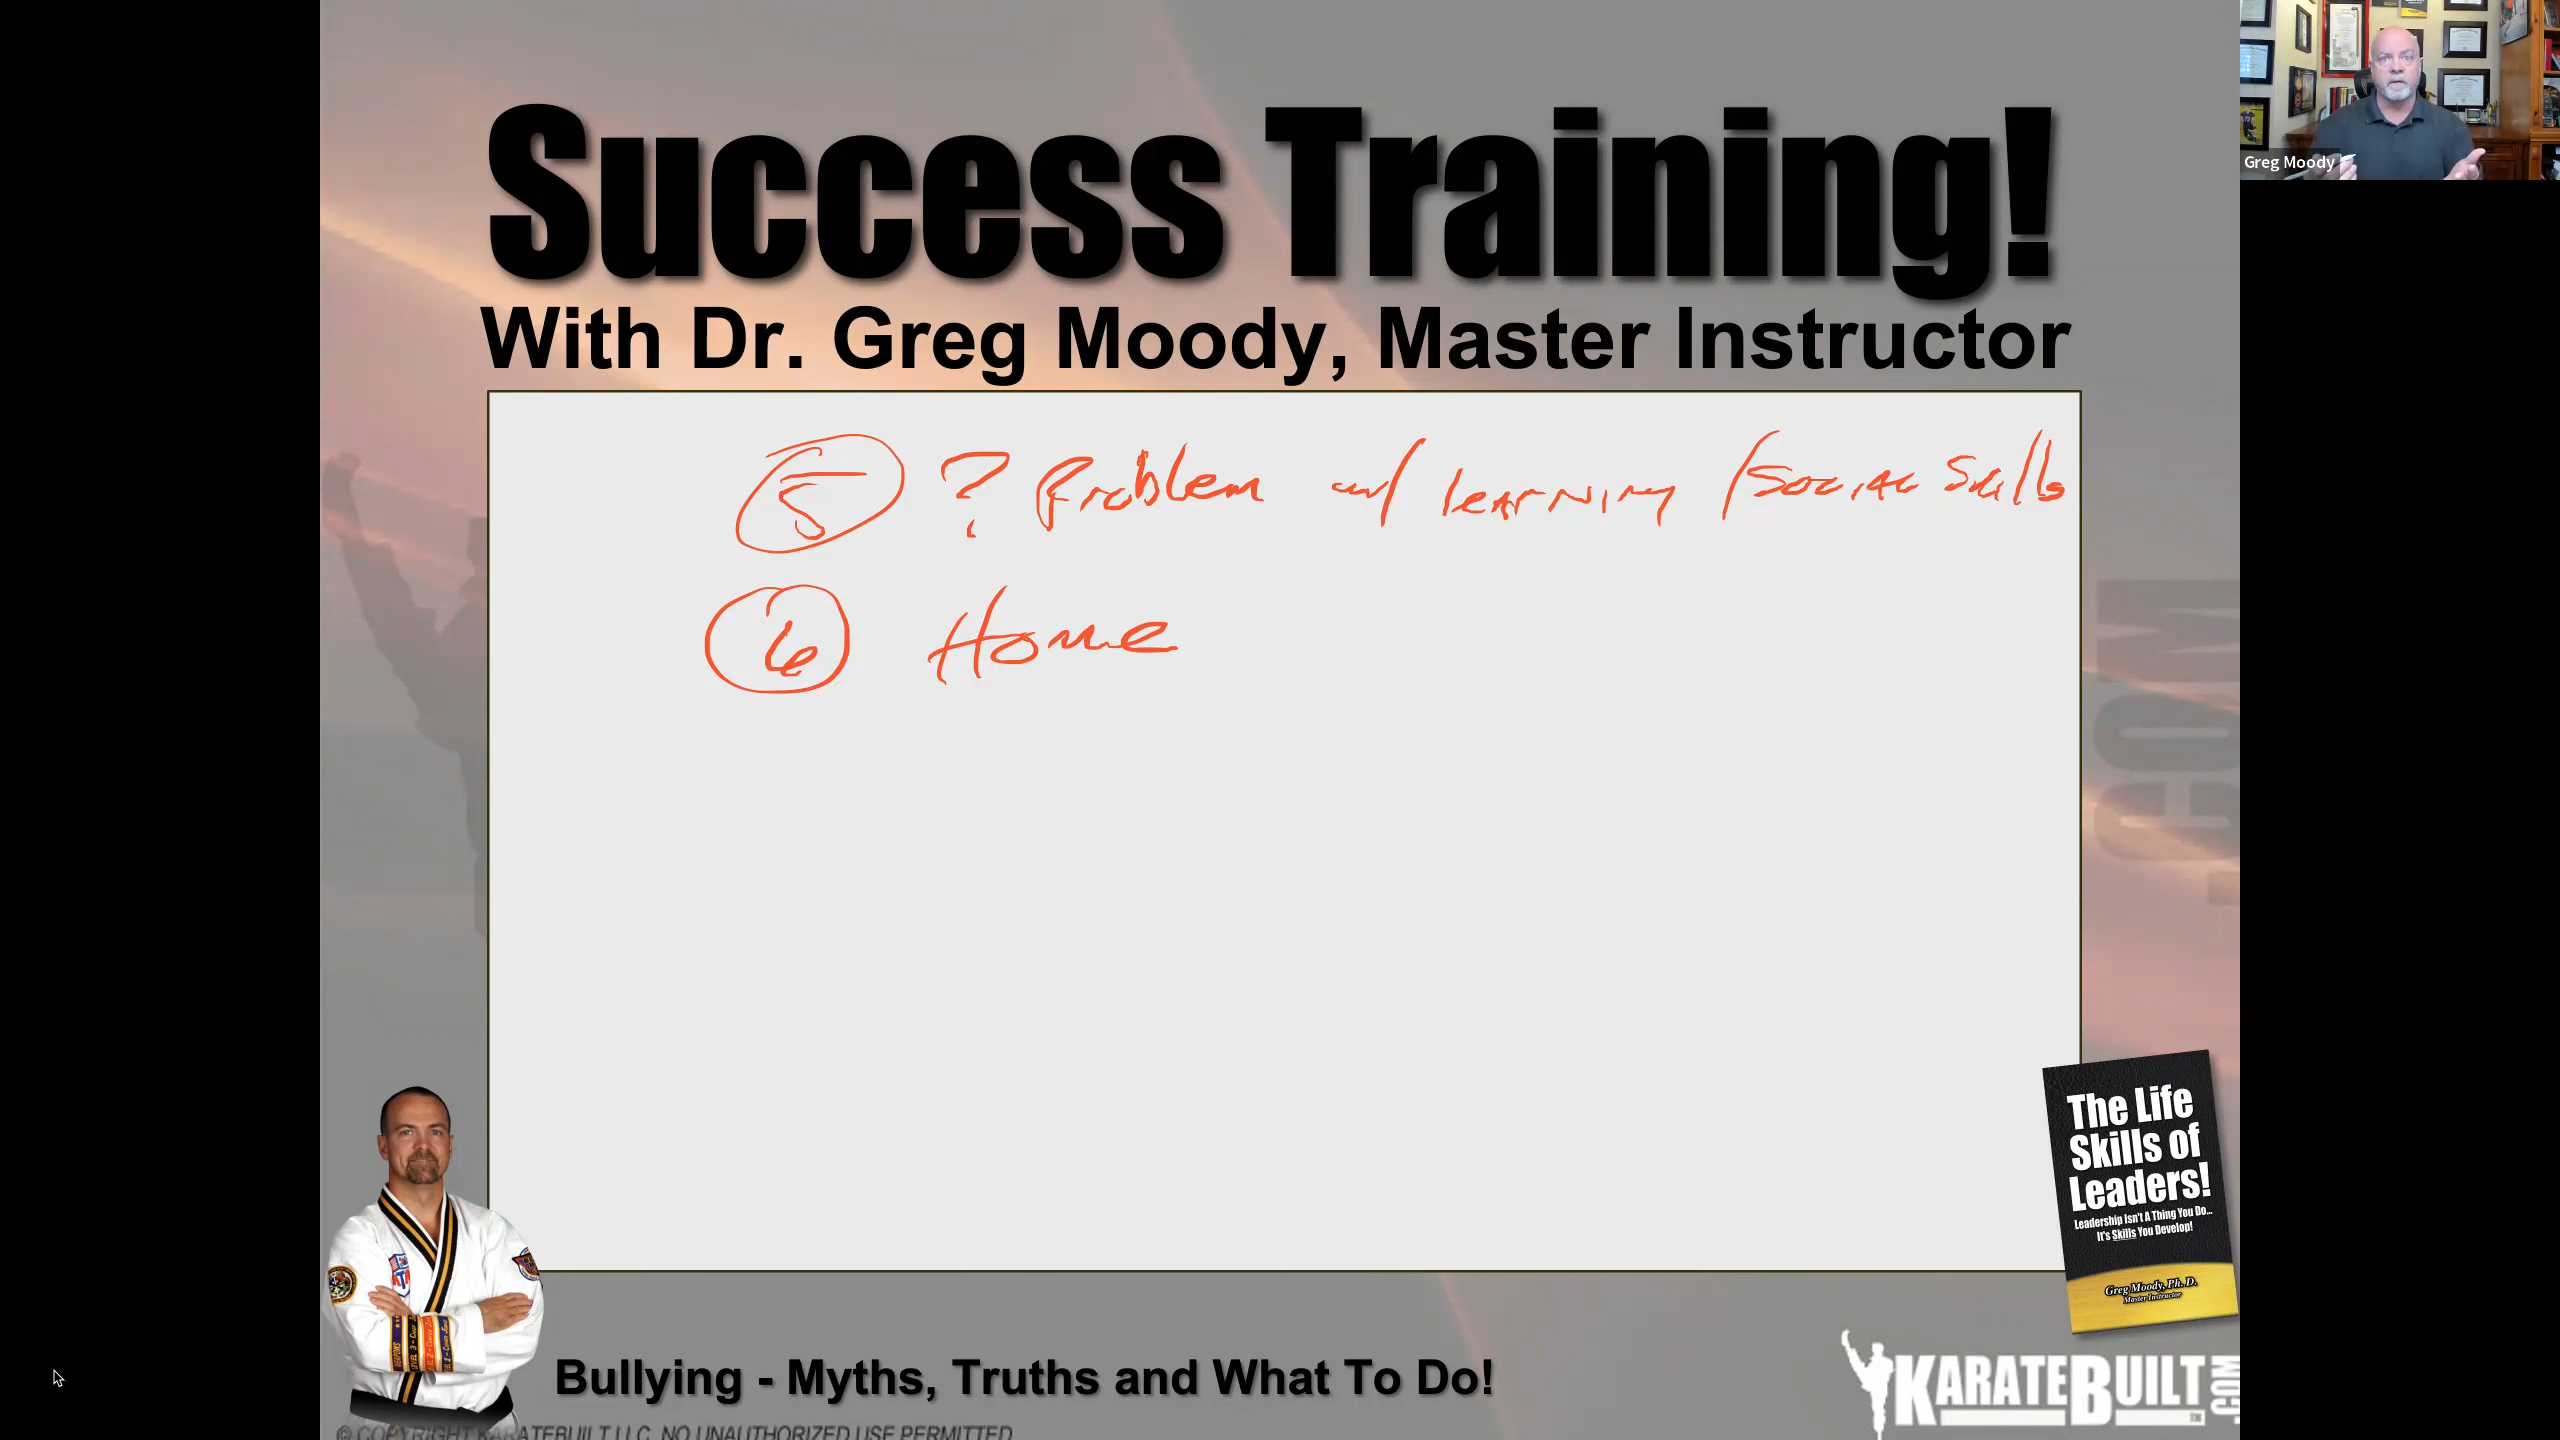 Success Training!
With Dr. Greg Moody, Master Instructor
Greg Moody
5 ? Problem w/ learning /Social Skills
6 Home
The Life
Skills of
Leaders!
Leadership Isn't A Thing You Do...
It's Skills You Develop!
Greg Moody, Ph. D.
Master Instructor
Bullying - Myths, Truths and What To Do!
KARATEBUILT.COM
© COPYRIGHT KARATEBUILT LLC. NO UNAUTHORIZED USE PERMITTED
.COM